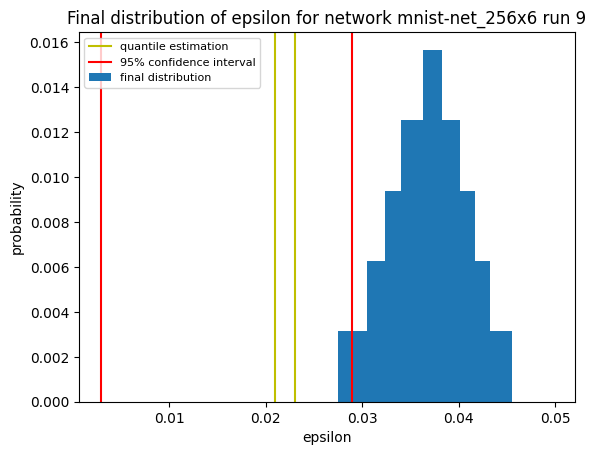 Final distribution of epsilon for network mnist-net_256x6 run 9
quantile estimation
95% confidence interval
final distribution
probability
0.016
0.014
0.012
0.010
0.008
0.006
0.004
0.002
0.000
0.01 0.02 0.03 0.04 0.05
epsilon